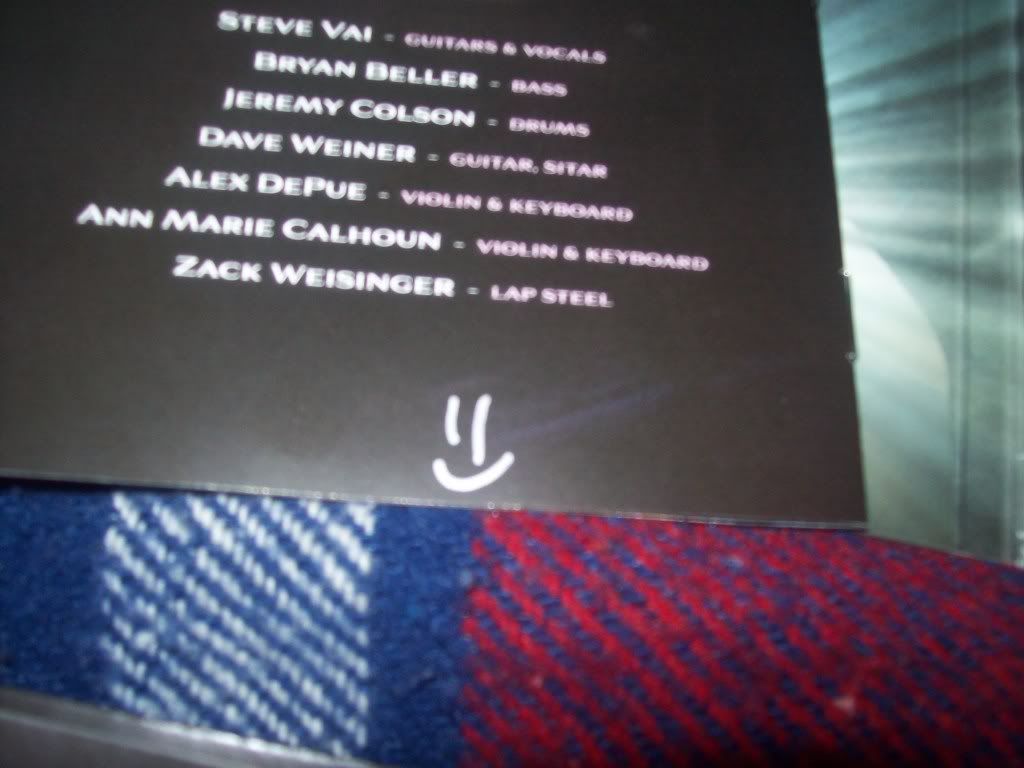 Steve Vai - guitars & vocals
Bryan Beller - bass
Jeremy Colson - drums
Dave Weiner - guitar, sitar
Alex DePue - violin & keyboard
Ann Marie Calhoun - violin & keyboard
Zack Weisinger - lap steel